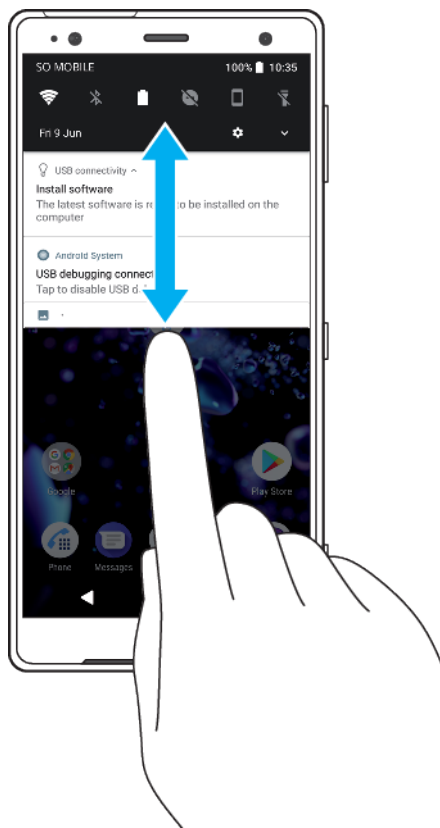 SO MOBILE 100% 10:35
Fri 9 Jun
USB connectivity
Install software
The latest software is to be installed on the
computer
Android System
USB debugging
Tap to disable USB
Google Play Store
Phone Messages